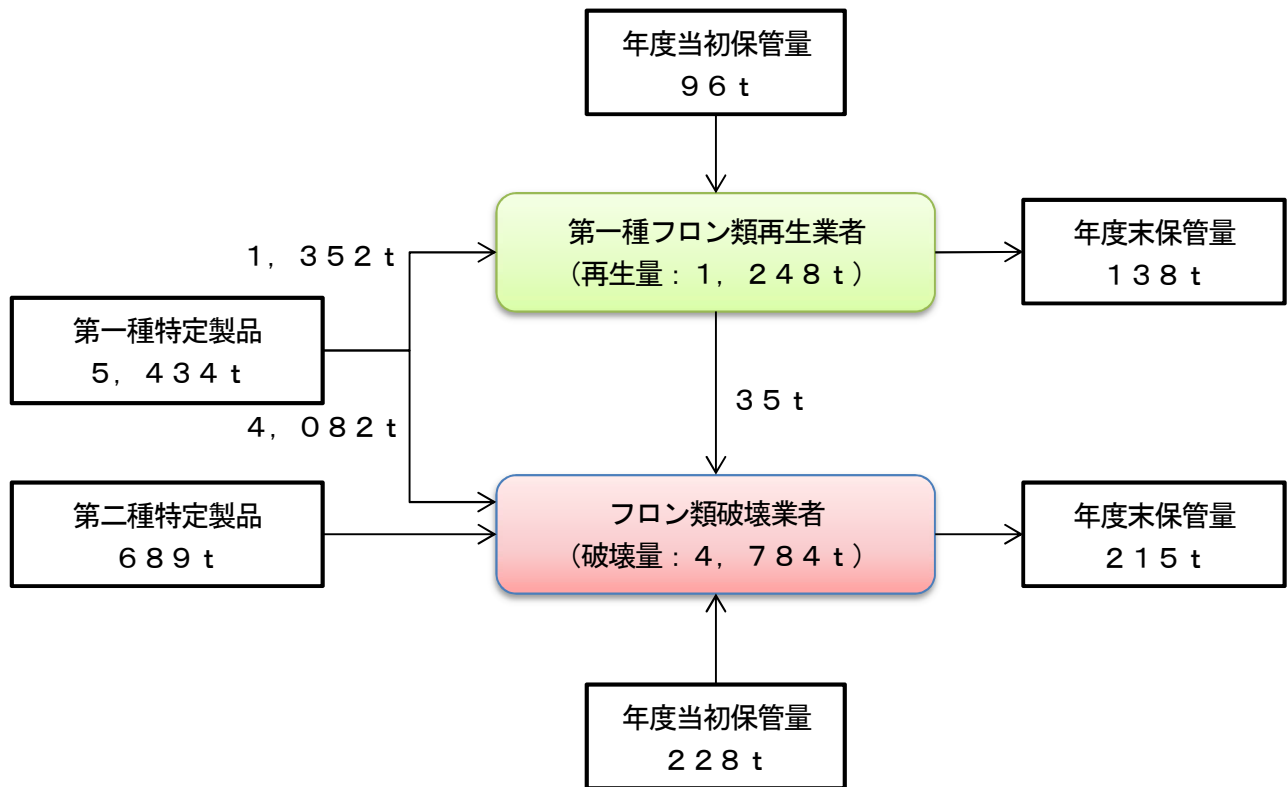 年度当初保管量
９６ｔ
第一種フロン類再生業者
（再生量：１，２４８ｔ）
年度末保管量
１３８ｔ
１，３５２ｔ
第一種特定製品
５，４３４ｔ
３５ｔ
４，０８２ｔ
第二種特定製品
６８９ｔ
フロン類破壊業者
（破壊量：４，７８４ｔ）
年度末保管量
２１５ｔ
年度当初保管量
２２８ｔ